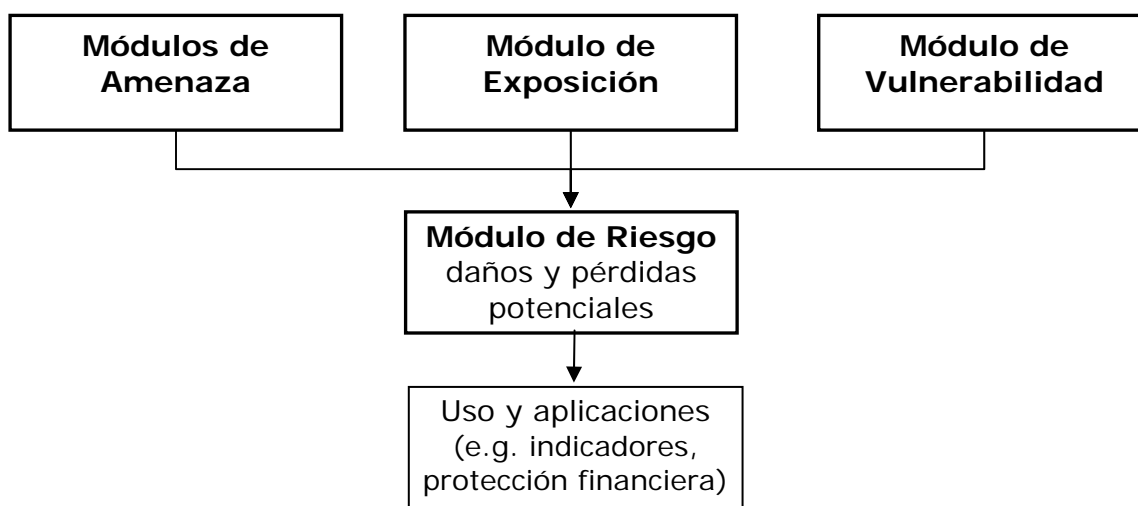 Módulos de
Amenaza
Módulo de
Exposición
Módulo de
Vulnerabilidad
Módulo de Riesgo
daños y pérdidas
potenciales
Uso y aplicaciones
(e.g. indicadores,
protección financiera)